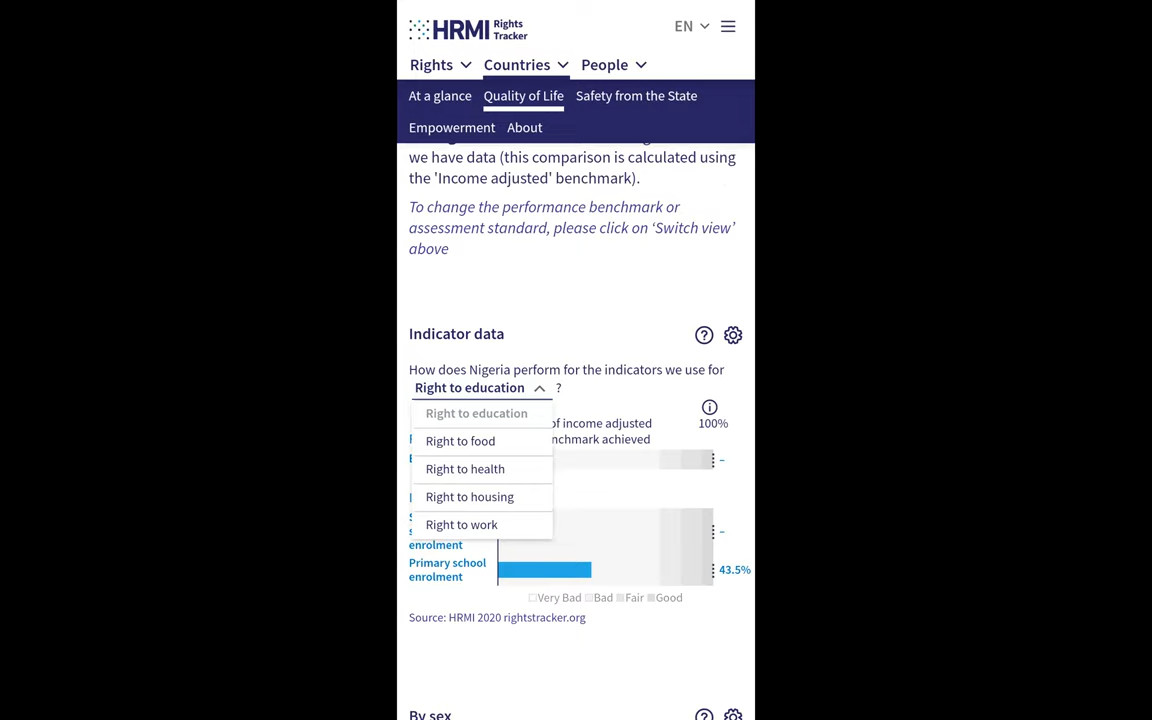 HRMI Rights Tracker
EN
Rights
Countries
People
At a glance
Quality of Life
Safety from the State
Empowerment
About
we have data (this comparison is calculated using
the 'Income adjusted' benchmark).
To change the performance benchmark or
assessment standard, please click on ‘Switch view’
above
Indicator data
How does Nigeria perform for the indicators we use for
Right to education ?
Right to education
Right to food
Right to health
Right to housing
Right to work
of income adjusted
100%
benchmark achieved
–
–
enrolment
Primary school
enrolment
43.5%
Very Bad Bad Fair Good
Source: HRMI 2020 rightstracker.org
By sex